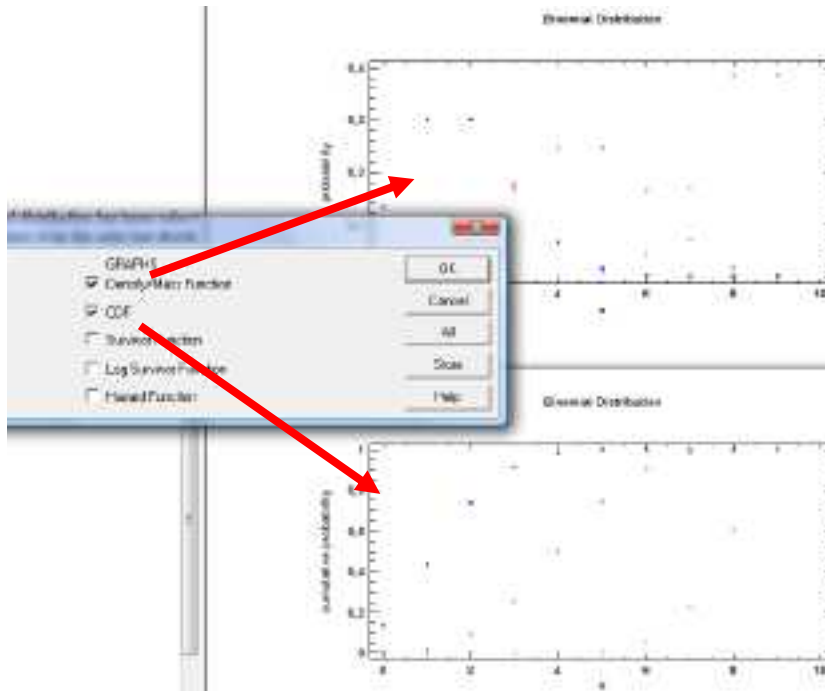 Binomial Distribution
0,4
0,3
probability
0,2
GRAPHS
Density/Mass Function
CDF
Survivor Function
Log Survivor Function
Hazard Function
OK
Cancel
All
Store
Help
4 6 8 10
x
Binomial Distribution
1
0,8
0,6
cumulative probability
0,4
0,2
0
0 2 4 6 8 10
x